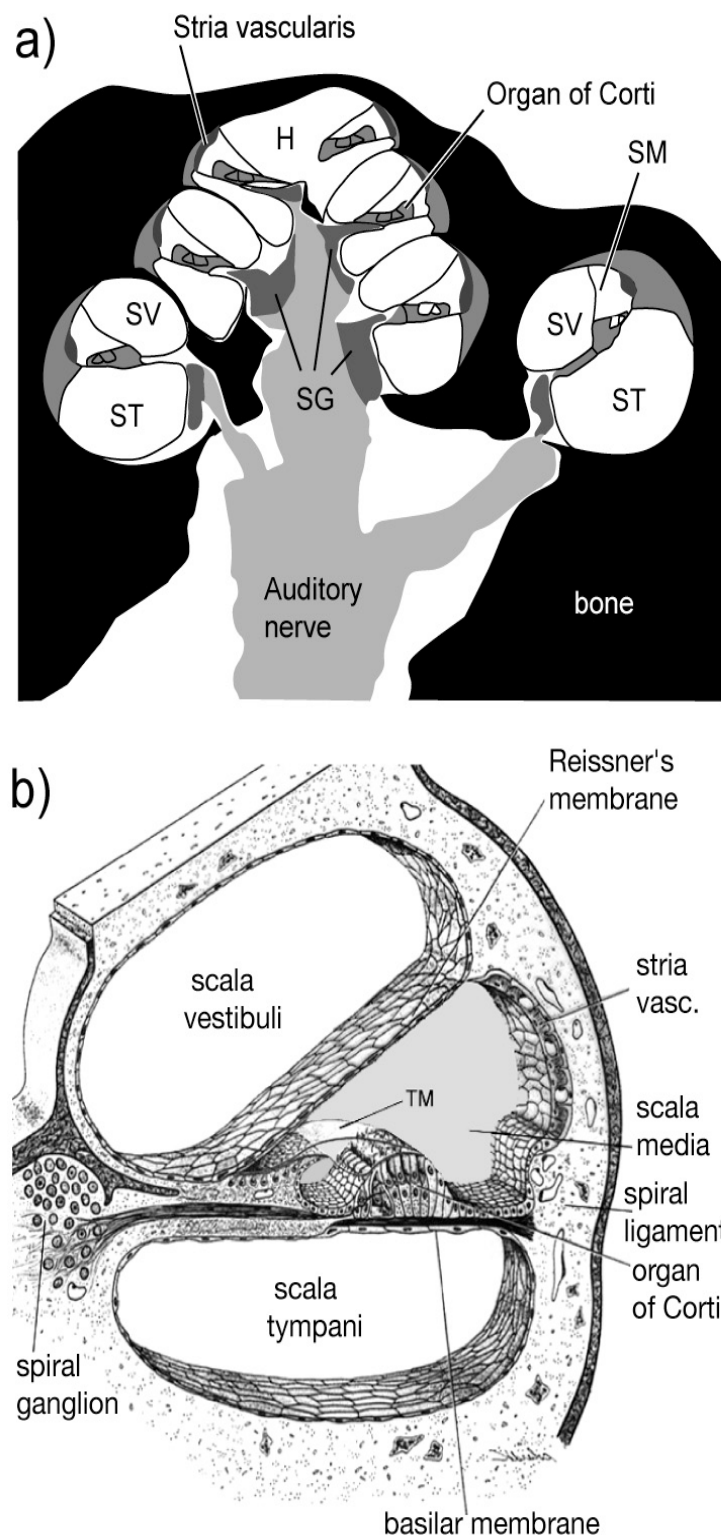 a)
Stria vascularis
Organ of Corti
H
SM
SV
SV
ST
ST
SG
Auditory
nerve
bone
b)
Reissner's
membrane
scala
vestibuli
stria
vasc.
TM
scala
media
spiral
ligament
organ
of Corti
scala
tympani
spiral
ganglion
basilar membrane